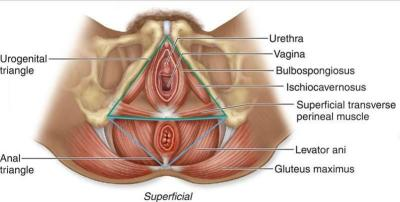 Urogenital
triangle
Anal
triangle
Urethra
Vagina
Bulbospongiosus
Ischiocavernosus
Superficial transverse
perineal muscle
Levator ani
Gluteus maximus
Superficial